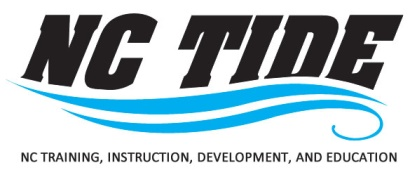 NC TIDE
NC TRAINING, INSTRUCTION, DEVELOPMENT, AND EDUCATION